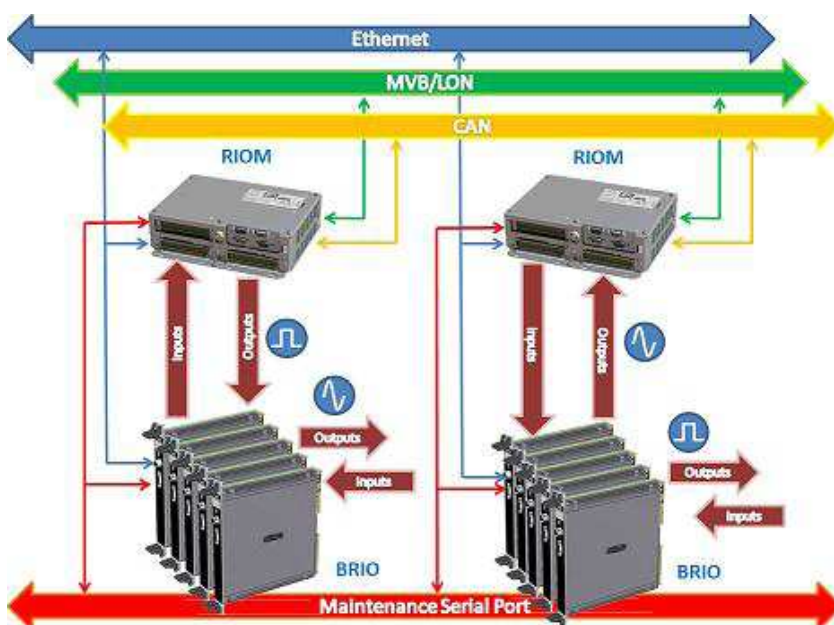 Ethernet
MVB/LON
CAN
RIOM
RIOM
Inputs
Outputs
Inputs
Outputs
Outputs
Inputs
Outputs
Inputs
BRIO
BRIO
Maintenance Serial Port